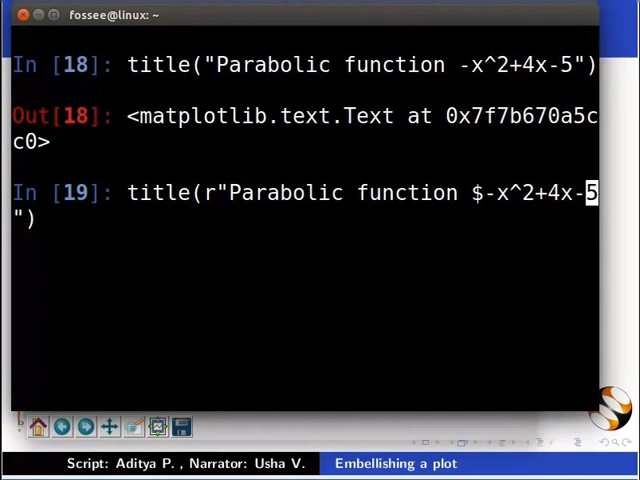 fossee@linux: ~
In [18]: title("Parabolic function -x^2+4x-5")
Out[18]: <matplotlib.text.Text at 0x7f7b670a5c
c0>
In [19]: title(r"Parabolic function $-x^2+4x-5
")
Script: Aditya P. , Narrator: Usha V.
Embellishing a plot